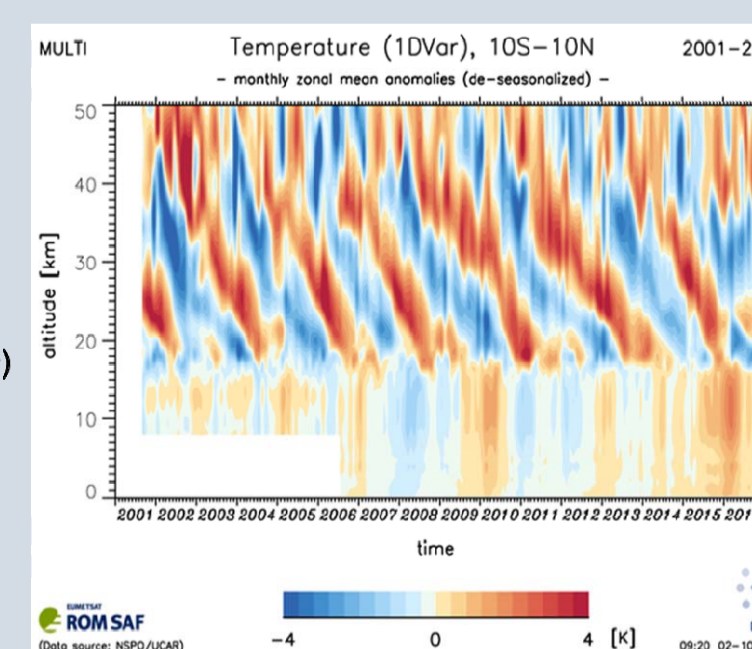 MULTI
Temperature (1DVar), 10S-10N
2001-2
- monthly zonal mean anomalies (de-seasonalized) -
50
40
30
20
10
0
altitude [km]
)
2001 2002 2003 2004 2005 2006 2007 2008 2009 2010 2011 2012 2013 2014 2015 201
time
EUMETSAT
ROM SAF
(Data source: NSPO/UCAR)
-4 0 4 [K]
09:20 02-10